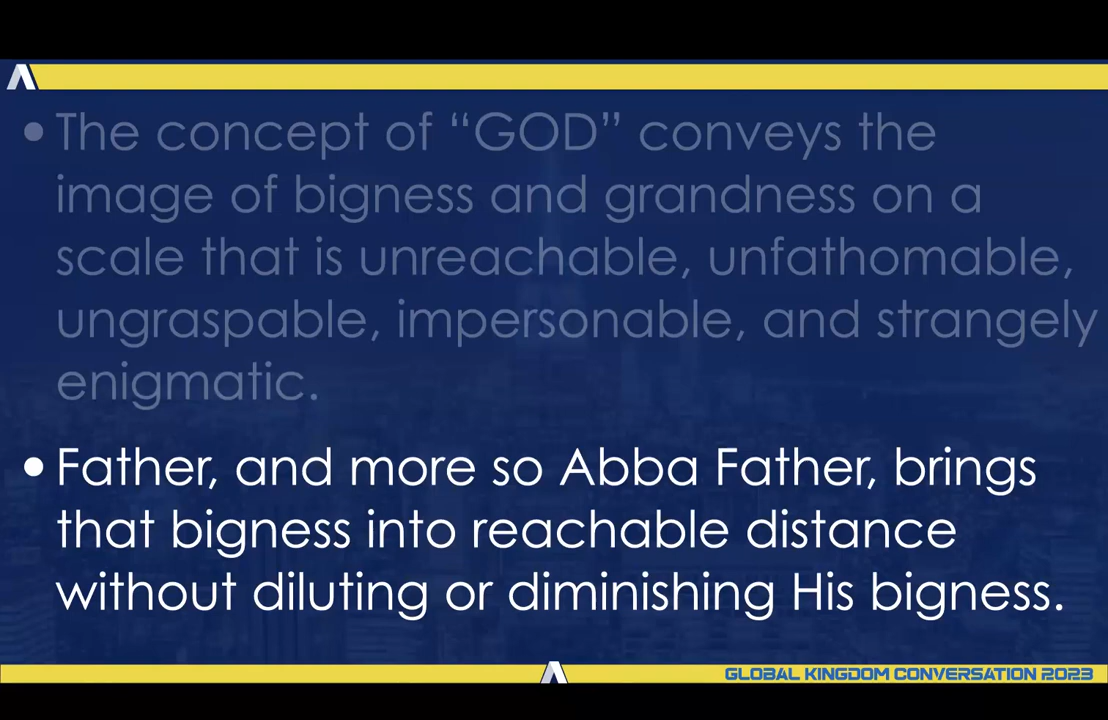 • The concept of “GOD” conveys the
image of bigness and grandness on a
scale that is unreachable, unfathomable,
ungraspable, impersonable, and strangely
enigmatic.
• Father, and more so Abba Father, brings
that bigness into reachable distance
without diluting or diminishing His bigness.
GLOBAL KINGDOM CONVERSATION 2023